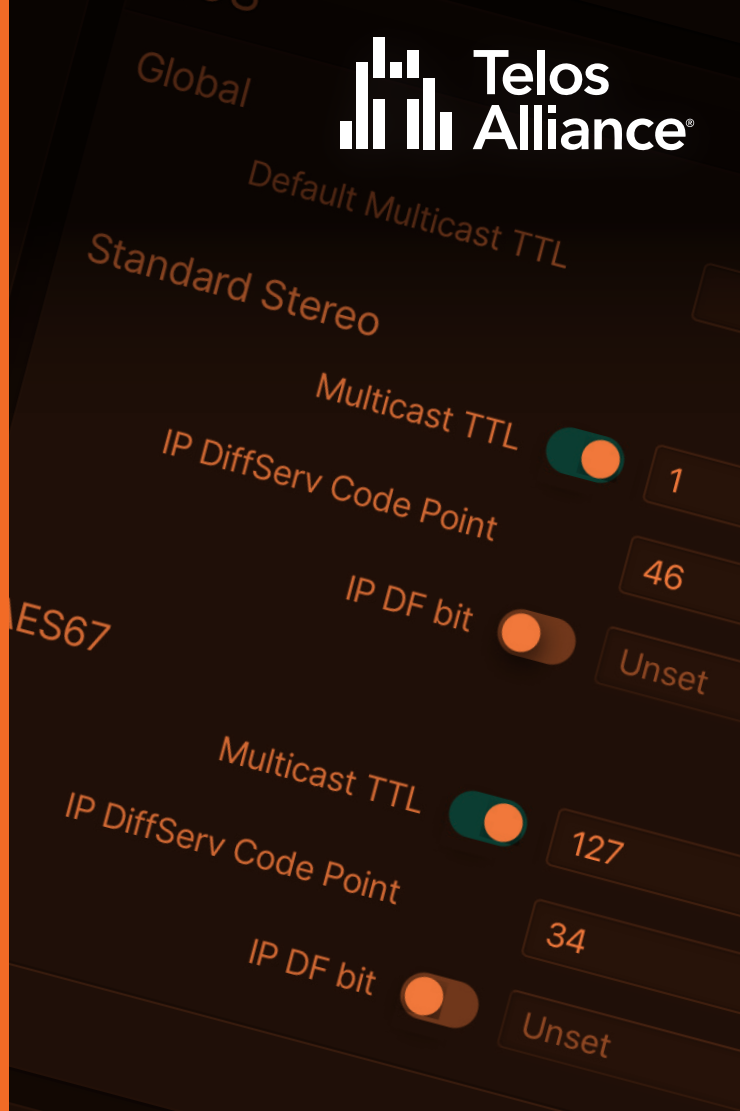 Telos
Alliance®
Global
Default Multicast TTL
Standard Stereo
Multicast TTL
1
IP DiffServ Code Point
46
IP DF bit
Unset
AES67
Multicast TTL
127
IP DiffServ Code Point
34
IP DF bit
Unset